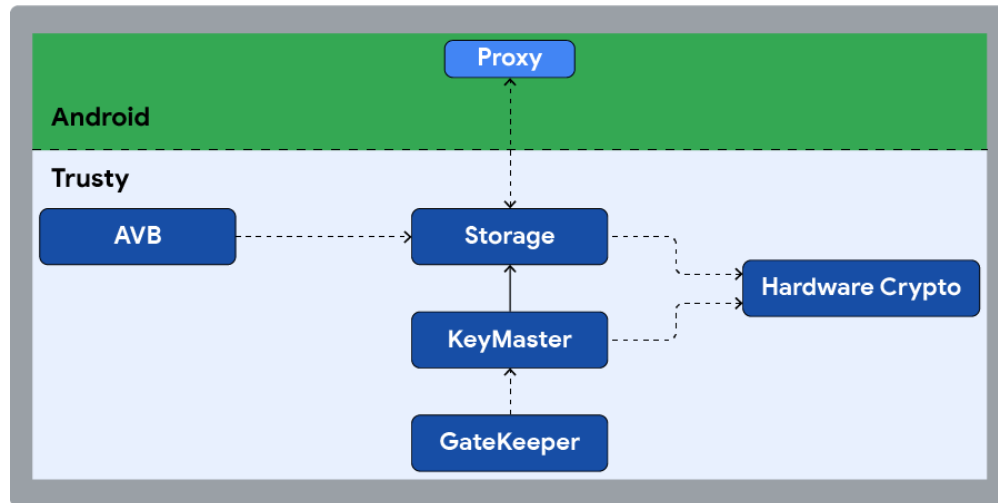 Proxy
Android
Trusty
AVB
Storage
Hardware Crypto
KeyMaster
GateKeeper